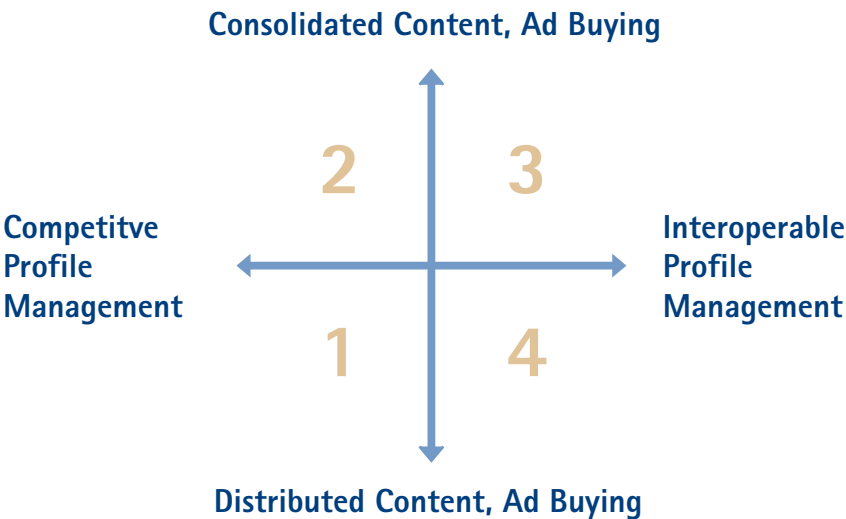 Consolidated Content, Ad Buying
2 3
Competitve
Profile
Management
Interoperable
Profile
Management
1 4
Distributed Content, Ad Buying